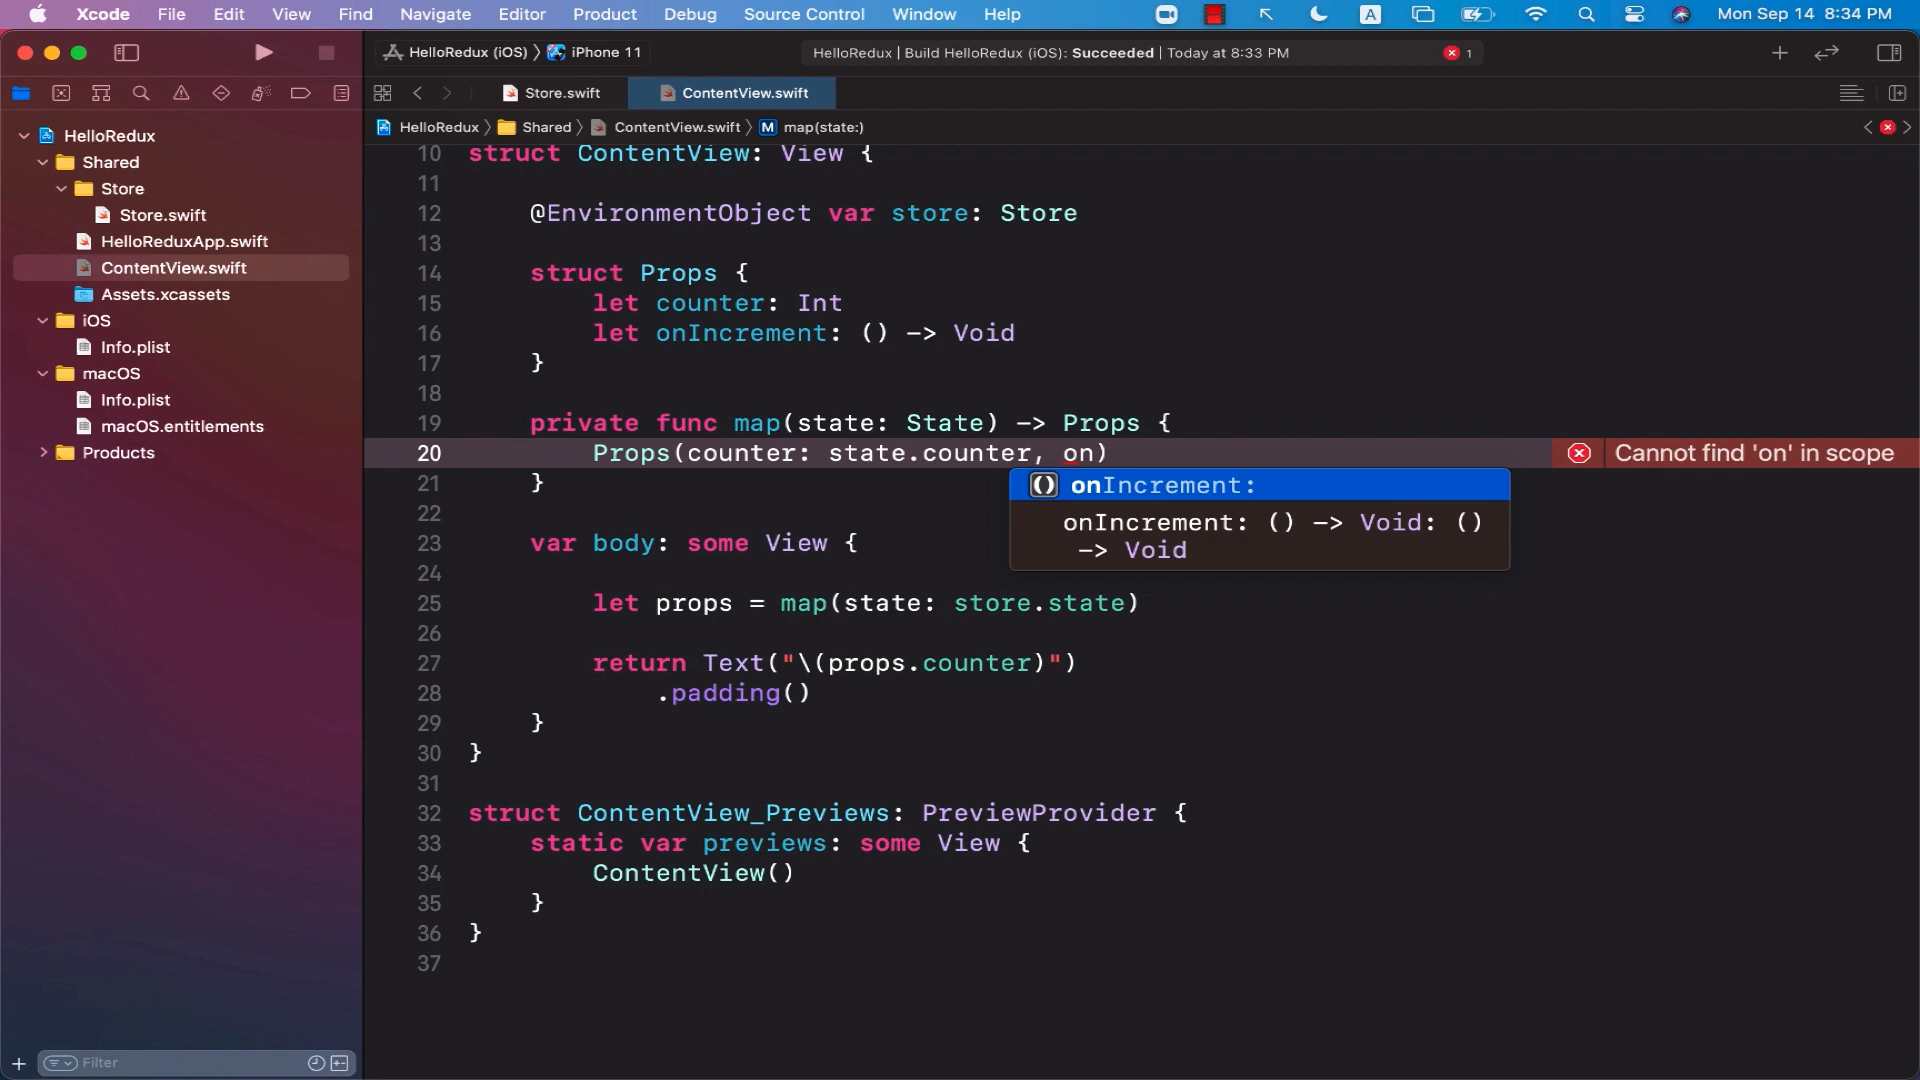 Xcode File Edit View Find Navigate Editor Product Debug Source Control Window Help A Mon Sep 14 8:34 PM
HelloRedux (iOS) 〉 iPhone 11 HelloRedux | Build HelloRedux (iOS): Succeeded | Today at 8:33 PM 1
Store.swift ContentView.swift
HelloRedux 〉 Shared 〉 ContentView.swift 〉 M map(state:)
HelloRedux
Shared
Store
Store.swift
HelloReduxApp.swift
ContentView.swift
Assets.xcassets
iOS
Info.plist
macOS
Info.plist
macOS.entitlements
Products
Filter
10 struct ContentView: View {
11
12 @EnvironmentObject var store: Store
13
14 struct Props {
15 let counter: Int
16 let onIncrement: () -> Void
17 }
18
19 private func map(state: State) -> Props {
20 Props(counter: state.counter, on) Cannot find 'on' in scope
() onIncrement:
onIncrement: () -> Void: ()
-> Void
21 }
22
23 var body: some View {
24
25 let props = map(state: store.state)
26
27 return Text("\(props.counter)")
28 .padding()
29 }
30 }
31
32 struct ContentView_Previews: PreviewProvider {
33 static var previews: some View {
34 ContentView()
35 }
36 }
37